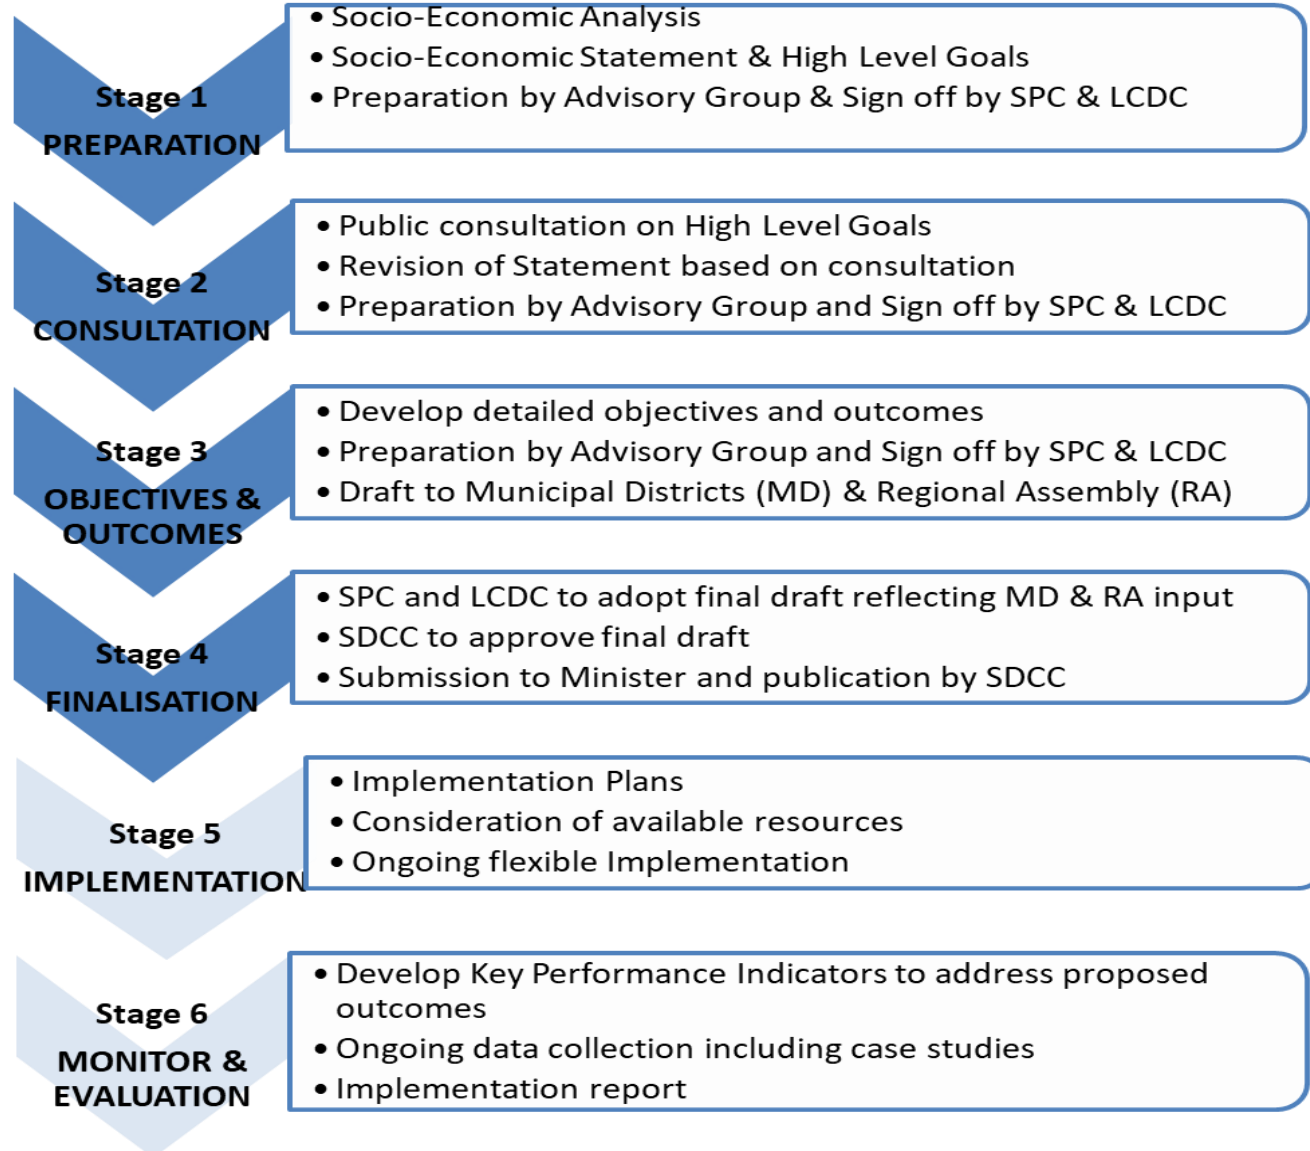 Stage 1
PREPARATION
• Socio-Economic Analysis
• Socio-Economic Statement & High Level Goals
• Preparation by Advisory Group & Sign off by SPC & LCDC
Stage 2
CONSULTATION
• Public consultation on High Level Goals
• Revision of Statement based on consultation
• Preparation by Advisory Group and Sign off by SPC & LCDC
Stage 3
OBJECTIVES &
OUTCOMES
• Develop detailed objectives and outcomes
• Preparation by Advisory Group and Sign off by SPC & LCDC
• Draft to Municipal Districts (MD) & Regional Assembly (RA)
Stage 4
FINALISATION
• SPC and LCDC to adopt final draft reflecting MD & RA input
• SDCC to approve final draft
• Submission to Minister and publication by SDCC
Stage 5
IMPLEMENTATION
• Implementation Plans
• Consideration of available resources
• Ongoing flexible Implementation
Stage 6
MONITOR &
EVALUATION
• Develop Key Performance Indicators to address proposed
outcomes
• Ongoing data collection including case studies
• Implementation report